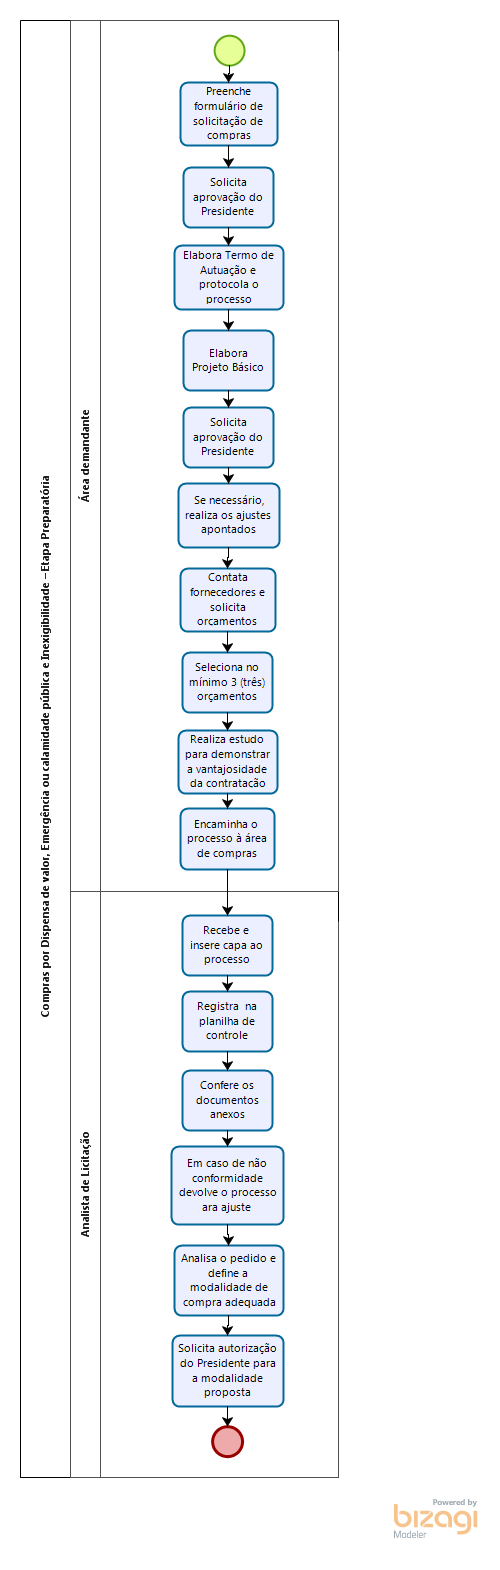 Compras por Dispensa de valor, Emergência ou calamidade pública e Inexigibilidade – Etapa Preparatória
Área demandante
Preenche
formulário de
solicitação de
compras
Solicita
aprovação do
Presidente
Elabora Termo de
Autuação e
protocola o
processo
Elabora
Projeto Básico
Solicita
aprovação do
Presidente
Se necessário,
realiza os ajustes
apontados
Contata
fornecedores e
solicita
orçamentos
Seleciona no
mínimo 3 (três)
orçamentos
Realiza estudo
para demonstrar
a vantajosidade
da contratação
Encaminha o
processo à área
de compras
Analista de Licitação
Recebe e
insere capa ao
processo
Registra  na
planilha de
controle
Confere os
documentos
anexos
Em caso de não
conformidade
devolve o processo
ara ajuste
Analisa o pedido e
define a
modalidade de
compra adequada
Solicita autorização
do Presidente para
a modalidade
proposta
Powered by
bizagi
Modeler